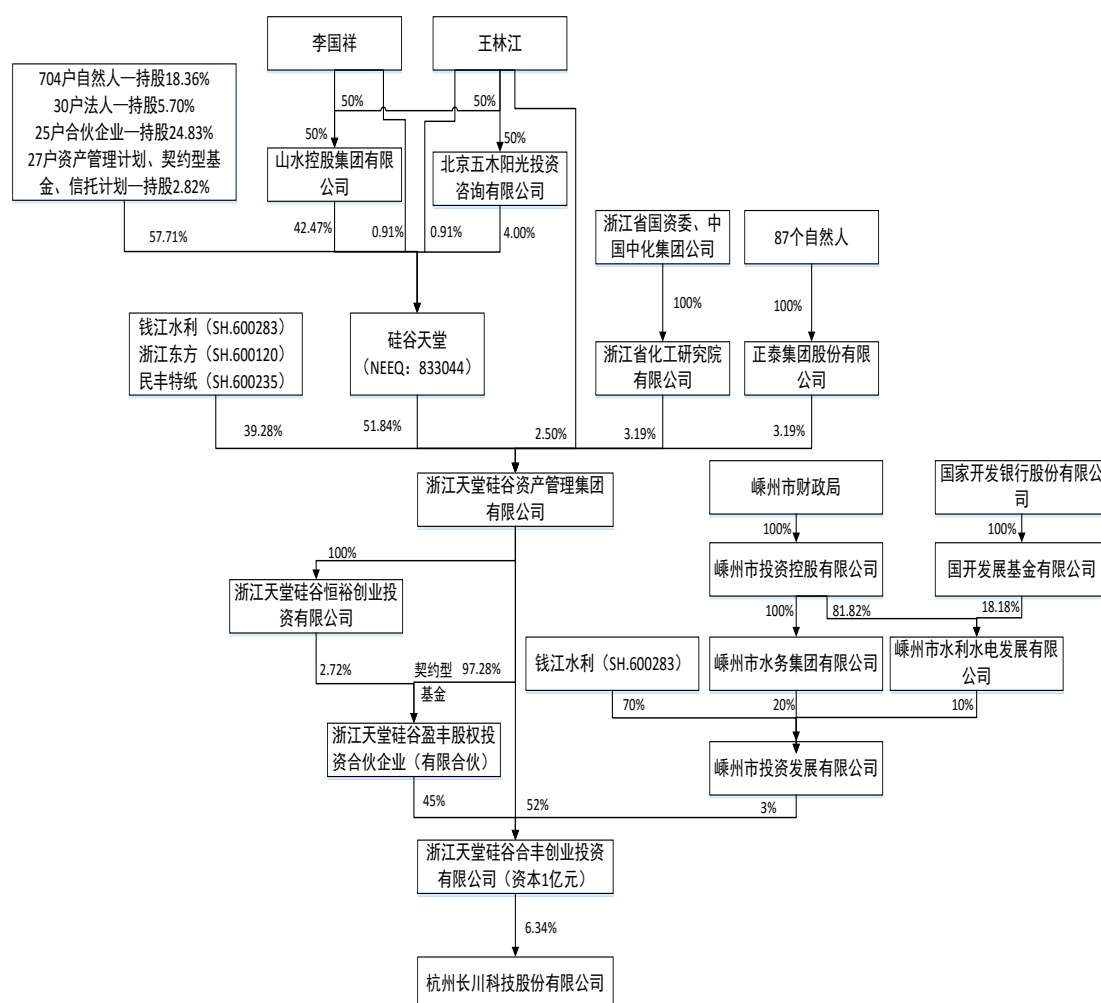 李国祥
王林江
704户自然人一持股18.36%
30户法人一持股5.70%
25户合伙企业一持股24.83%
27户资产管理计划、契约型基
金、信托计划一持股2.82%
50%
50%
50%
50%
山水控股集团有限
公司
北京五木阳光投资
咨询有限公司
57.71%
42.47%
0.91%
0.91%
4.00%
浙江省国资委、中
国中化集团公司
87个自然人
100%
100%
钱江水利（SH.600283）
浙江东方（SH.600120）
民丰特纸（SH.600235）
硅谷天堂
（NEEQ：833044）
浙江省化工研究院
有限公司
正泰集团股份有限
公司
39.28%
51.84%
2.50%
3.19%
3.19%
浙江天堂硅谷资产管理集团
有限公司
嵊州市财政局
国家开发银行股份有限公
司
100%
100%
100%
浙江天堂硅谷恒裕创业投
资有限公司
嵊州市投资控股有限公司
国开发展基金有限公司
100%
81.82%
18.18%
钱江水利（SH.600283）
嵊州市水务集团有限公司
嵊州市水利水电发展有限
公司
2.72%
契约型
97.28%
基金
70%
20%
10%
浙江天堂硅谷盈丰股权投
资合伙企业（有限合伙）
嵊州市投资发展有限公司
45%
52%
3%
浙江天堂硅谷合丰创业投资
有限公司（资本1亿元）
6.34%
杭州长川科技股份有限公司